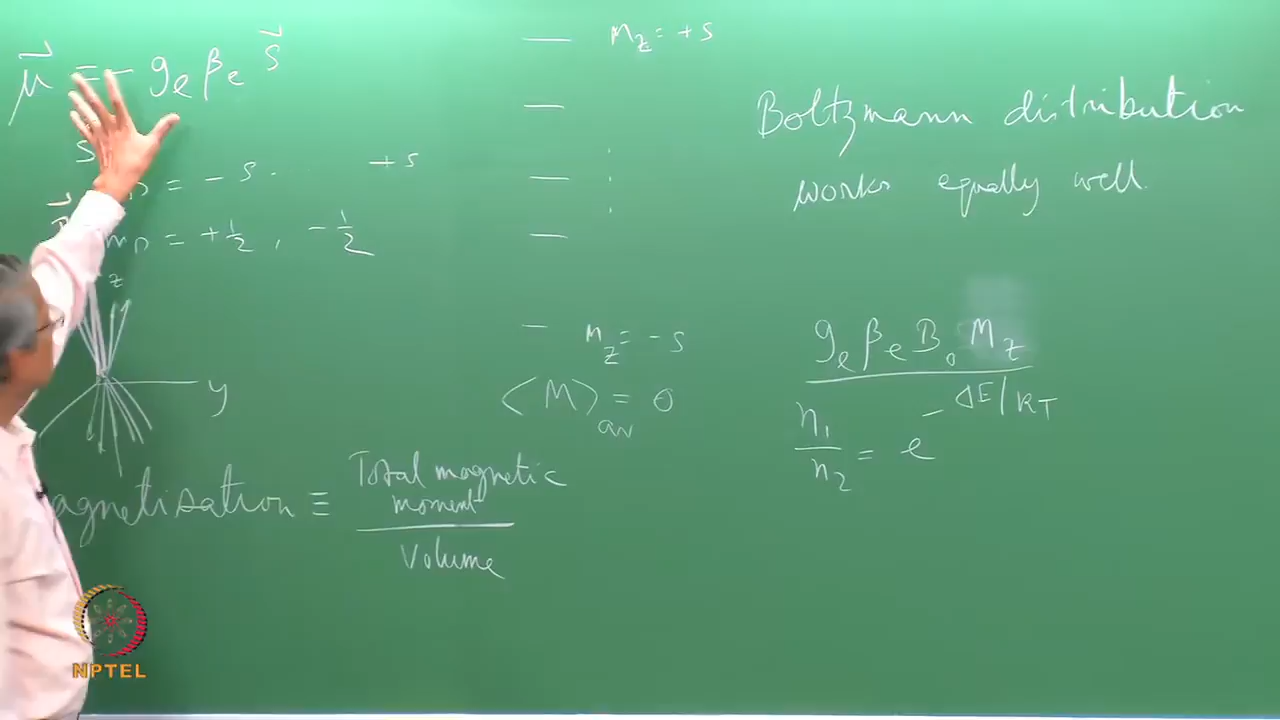 μ⃗ = - gₑ βₑ S⃗
S
= - S . +S
= +1/2 , -1/2
z
y
magnetisation ≡ Total magnetic moment / Volume
M_z = +S
M_z = -S
<M>_av = 0
Boltzmann distribution
works equally well.
gₑ βₑ B₀ M_z
n₁/n₂ = e^(-ΔE/kT)
NPTEL